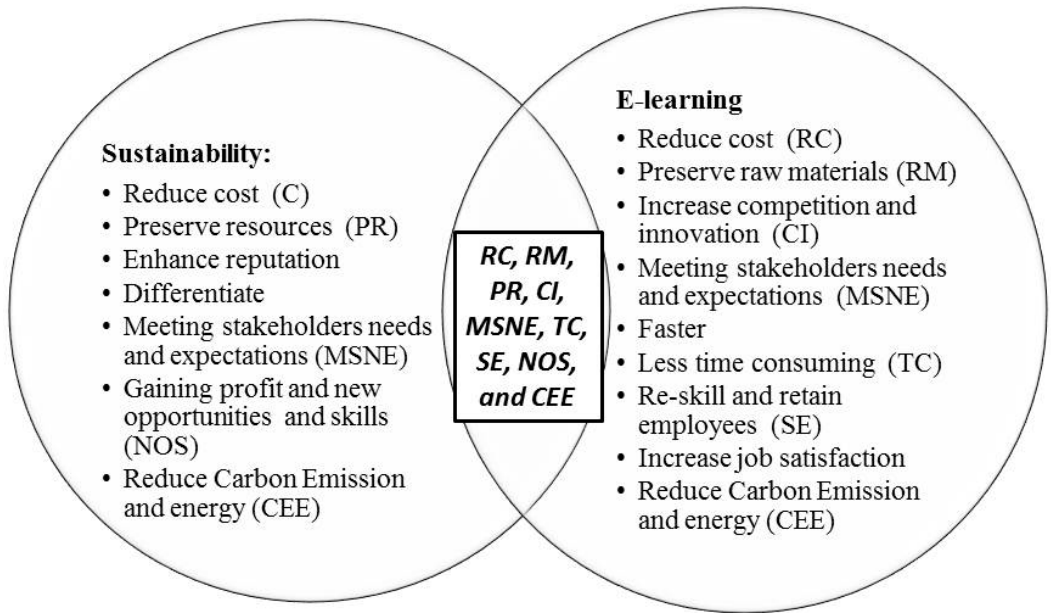 Sustainability:
• Reduce cost (C)
• Preserve resources (PR)
• Enhance reputation
• Differentiate
• Meeting stakeholders needs
and expectations (MSNE)
• Gaining profit and new
opportunities and skills
(NOS)
• Reduce Carbon Emission
and energy (CEE)
RC, RM,
PR, CI,
MSNE, TC,
SE, NOS,
and CEE
E-learning
• Reduce cost (RC)
• Preserve raw materials (RM)
• Increase competition and
innovation (CI)
• Meeting stakeholders needs
and expectations (MSNE)
• Faster
• Less time consuming (TC)
• Re-skill and retain
employees (SE)
• Increase job satisfaction
• Reduce Carbon Emission
and energy (CEE)